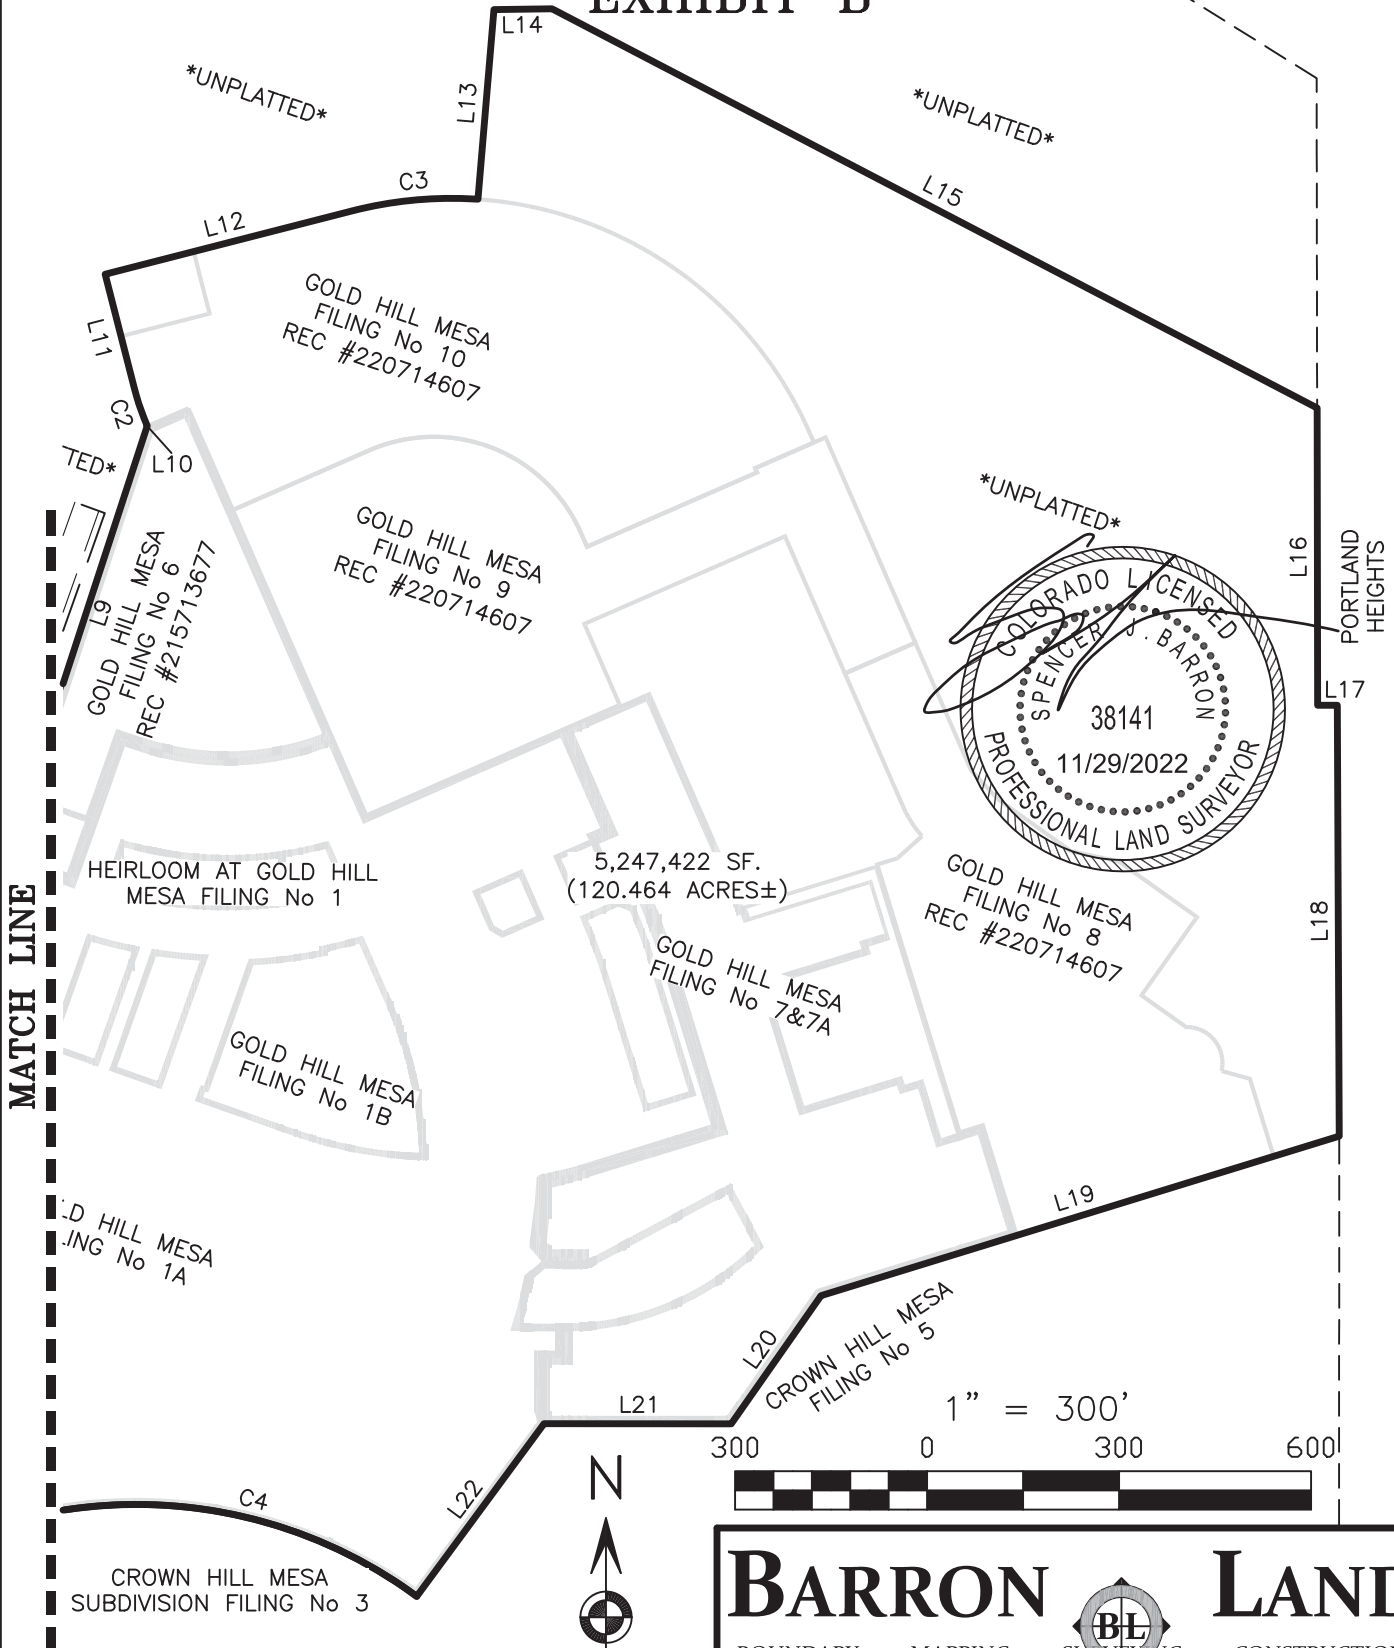 EXHIBIT B
L14
*UNPLATTED*
L13
*UNPLATTED*
C3
L15
L12
GOLD HILL MESA
FILING No 10
REC #220714607
L11
C2
TED*
L10
*UNPLATTED*
GOLD HILL MESA
FILING No 9
REC #220714607
L9
GOLD HILL MESA
FILING No 6
REC #215713677
L16
PORTLAND
HEIGHTS
COLORADO LICENSED
SPENCER J. BARRON
38141
11/29/2022
PROFESSIONAL LAND SURVEYOR
L17
HEIRLOOM AT GOLD HILL
MESA FILING No 1
5,247,422 SF.
(120.464 ACRES±)
GOLD HILL MESA
FILING No 8
REC #220714607
L18
MATCH LINE
GOLD HILL MESA
FILING No 7&7A
GOLD HILL MESA
FILING No 1B
LD HILL MESA
LING No 1A
L19
CROWN HILL MESA
FILING No 5
L20
L21
1" = 300'
300 0 300 600
N
L22
C4
CROWN HILL MESA
SUBDIVISION FILING No 3
BARRON BL LAND